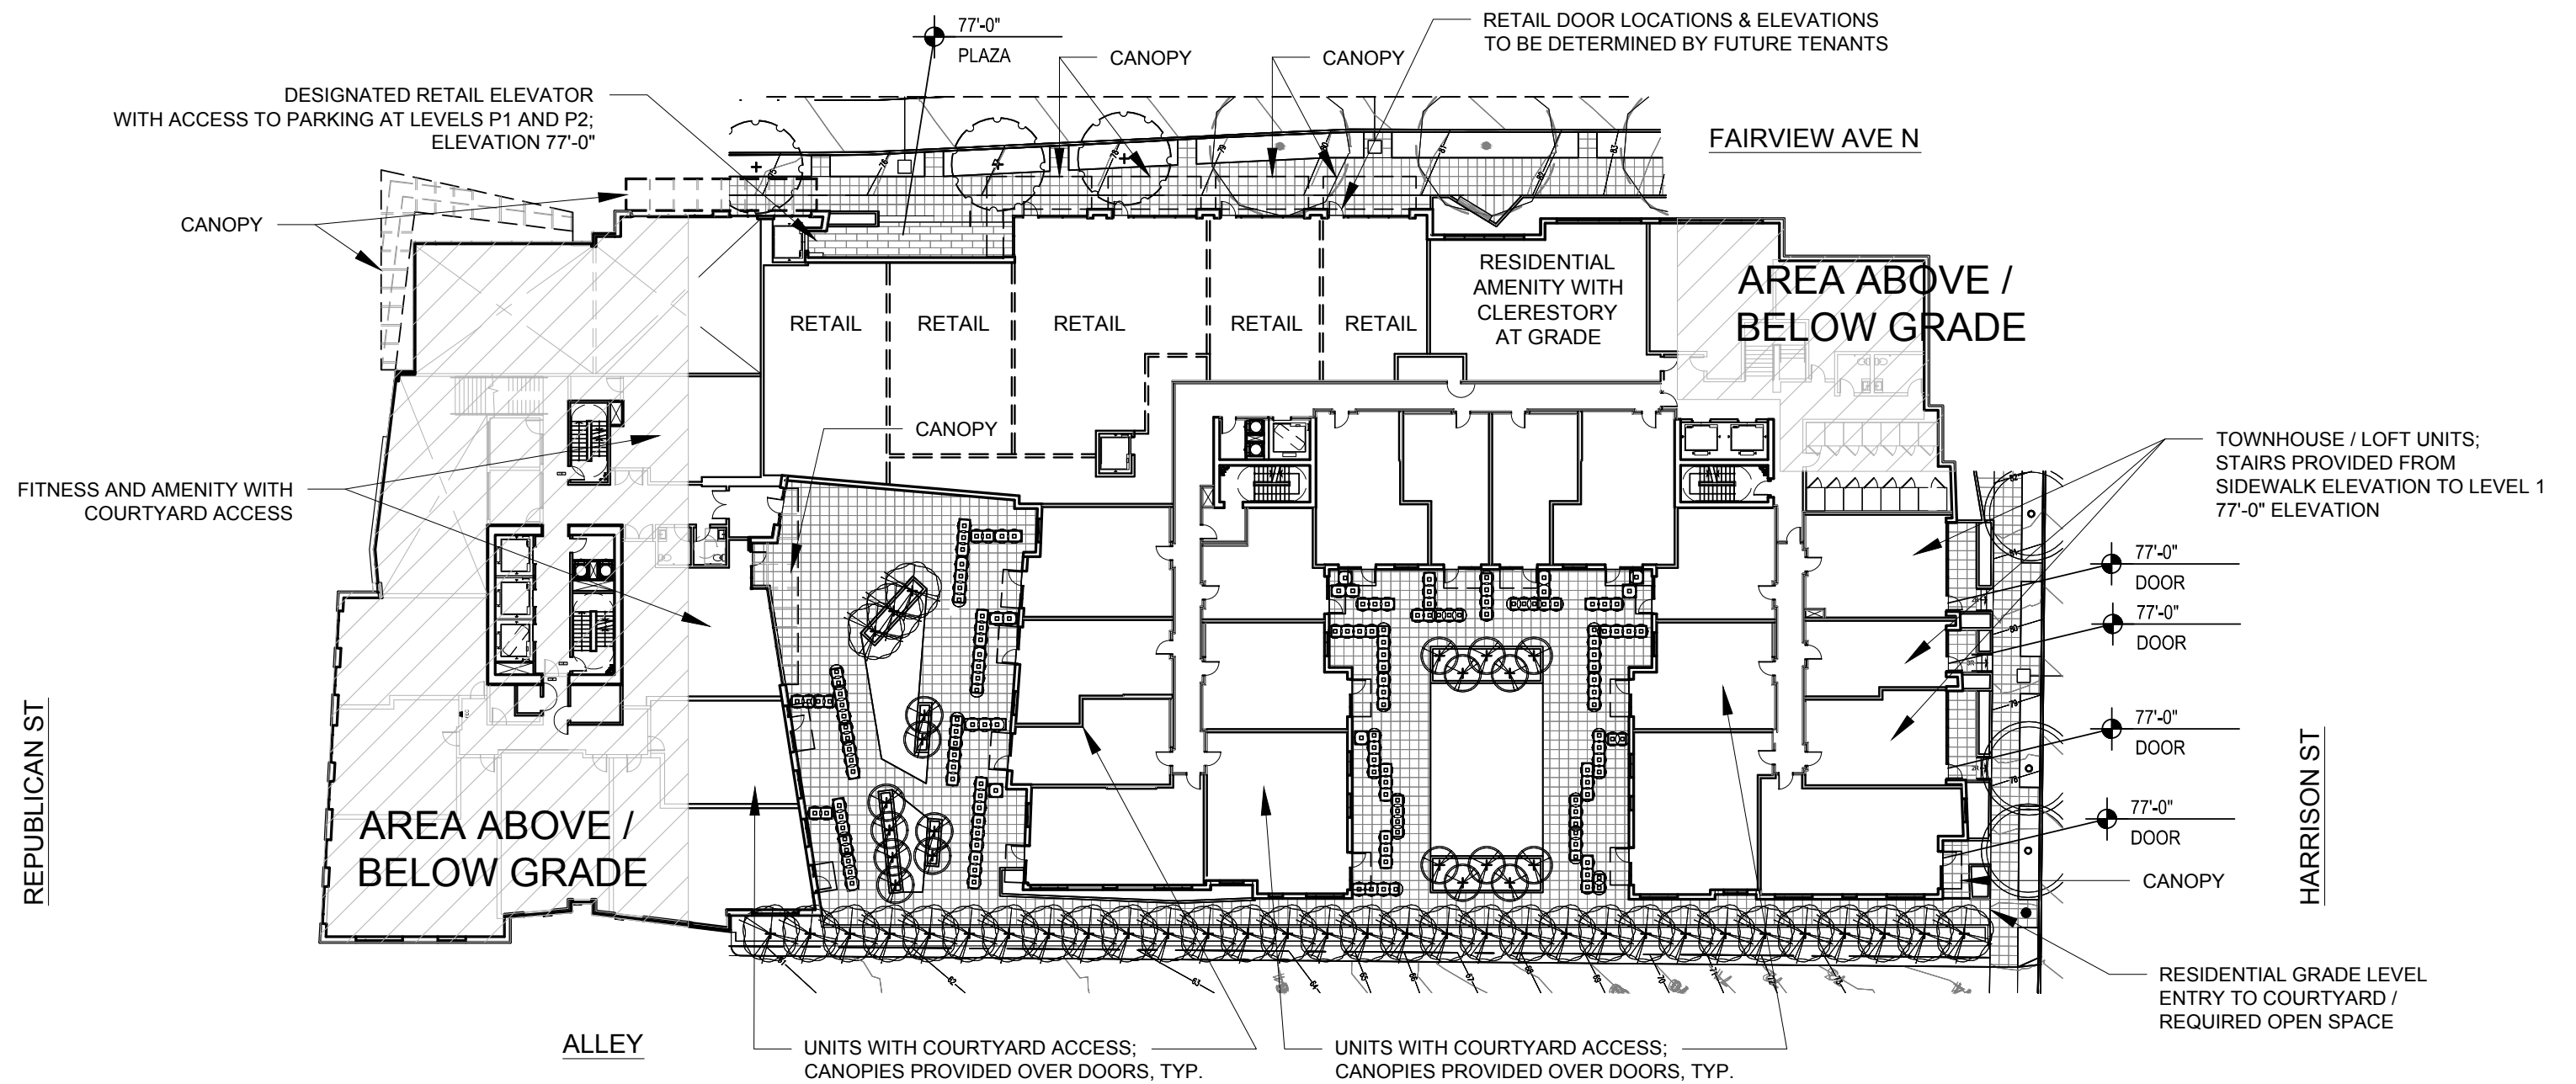 77'-0"
PLAZA
RETAIL DOOR LOCATIONS & ELEVATIONS
TO BE DETERMINED BY FUTURE TENANTS
CANOPY
CANOPY
DESIGNATED RETAIL ELEVATOR
WITH ACCESS TO PARKING AT LEVELS P1 AND P2;
ELEVATION 77'-0"
FAIRVIEW AVE N
CANOPY
RESIDENTIAL
AMENITY WITH
CLERESTORY
AT GRADE
AREA ABOVE /
BELOW GRADE
RETAIL
RETAIL
RETAIL
RETAIL
RETAIL
CANOPY
TOWNHOUSE / LOFT UNITS;
STAIRS PROVIDED FROM
SIDEWALK ELEVATION TO LEVEL 1
77'-0" ELEVATION
FITNESS AND AMENITY WITH
COURTYARD ACCESS
77'-0"
DOOR
77'-0"
DOOR
77'-0"
DOOR
77'-0"
DOOR
REPUBLICAN ST
HARRISON ST
AREA ABOVE /
BELOW GRADE
CANOPY
RESIDENTIAL GRADE LEVEL
ENTRY TO COURTYARD /
REQUIRED OPEN SPACE
ALLEY
UNITS WITH COURTYARD ACCESS;
CANOPIES PROVIDED OVER DOORS, TYP.
UNITS WITH COURTYARD ACCESS;
CANOPIES PROVIDED OVER DOORS, TYP.